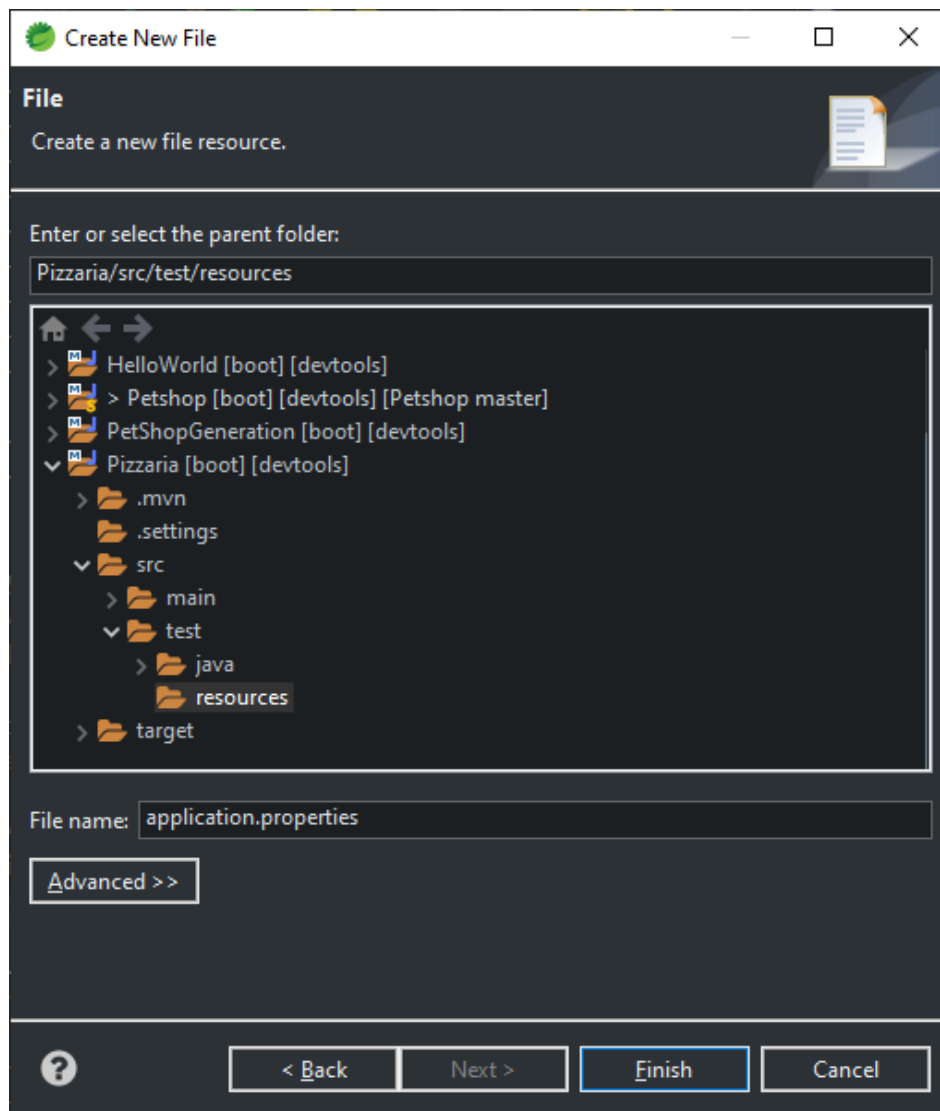 Create New File
File
Create a new file resource.
Enter or select the parent folder:
Pizzaria/src/test/resources
HelloWorld [boot] [devtools]
> Petshop [boot] [devtools] [Petshop master]
PetShopGeneration [boot] [devtools]
Pizzaria [boot] [devtools]
.mvn
.settings
src
main
test
java
resources
target
File name: application.properties
Advanced >>
< Back Next > Finish Cancel